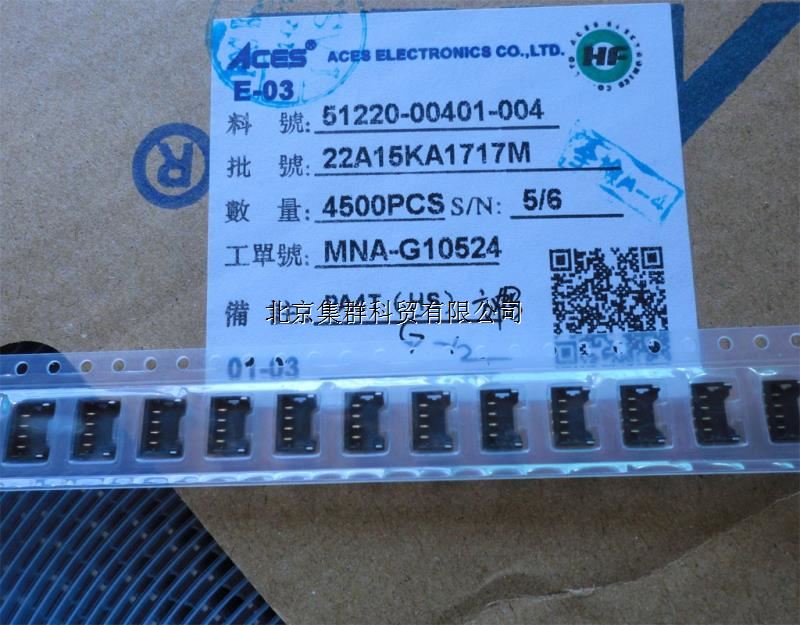 ACES® ACES ELECTRONICS CO.,LTD.
HF
E-03
料 號: 51220-00401-004
批 號: 22A15KA1717M
數 量: 4500PCS S/N: 5/6
工單號: MNA-G10524
備 註
北京集群科贸有限公司
01-03
®